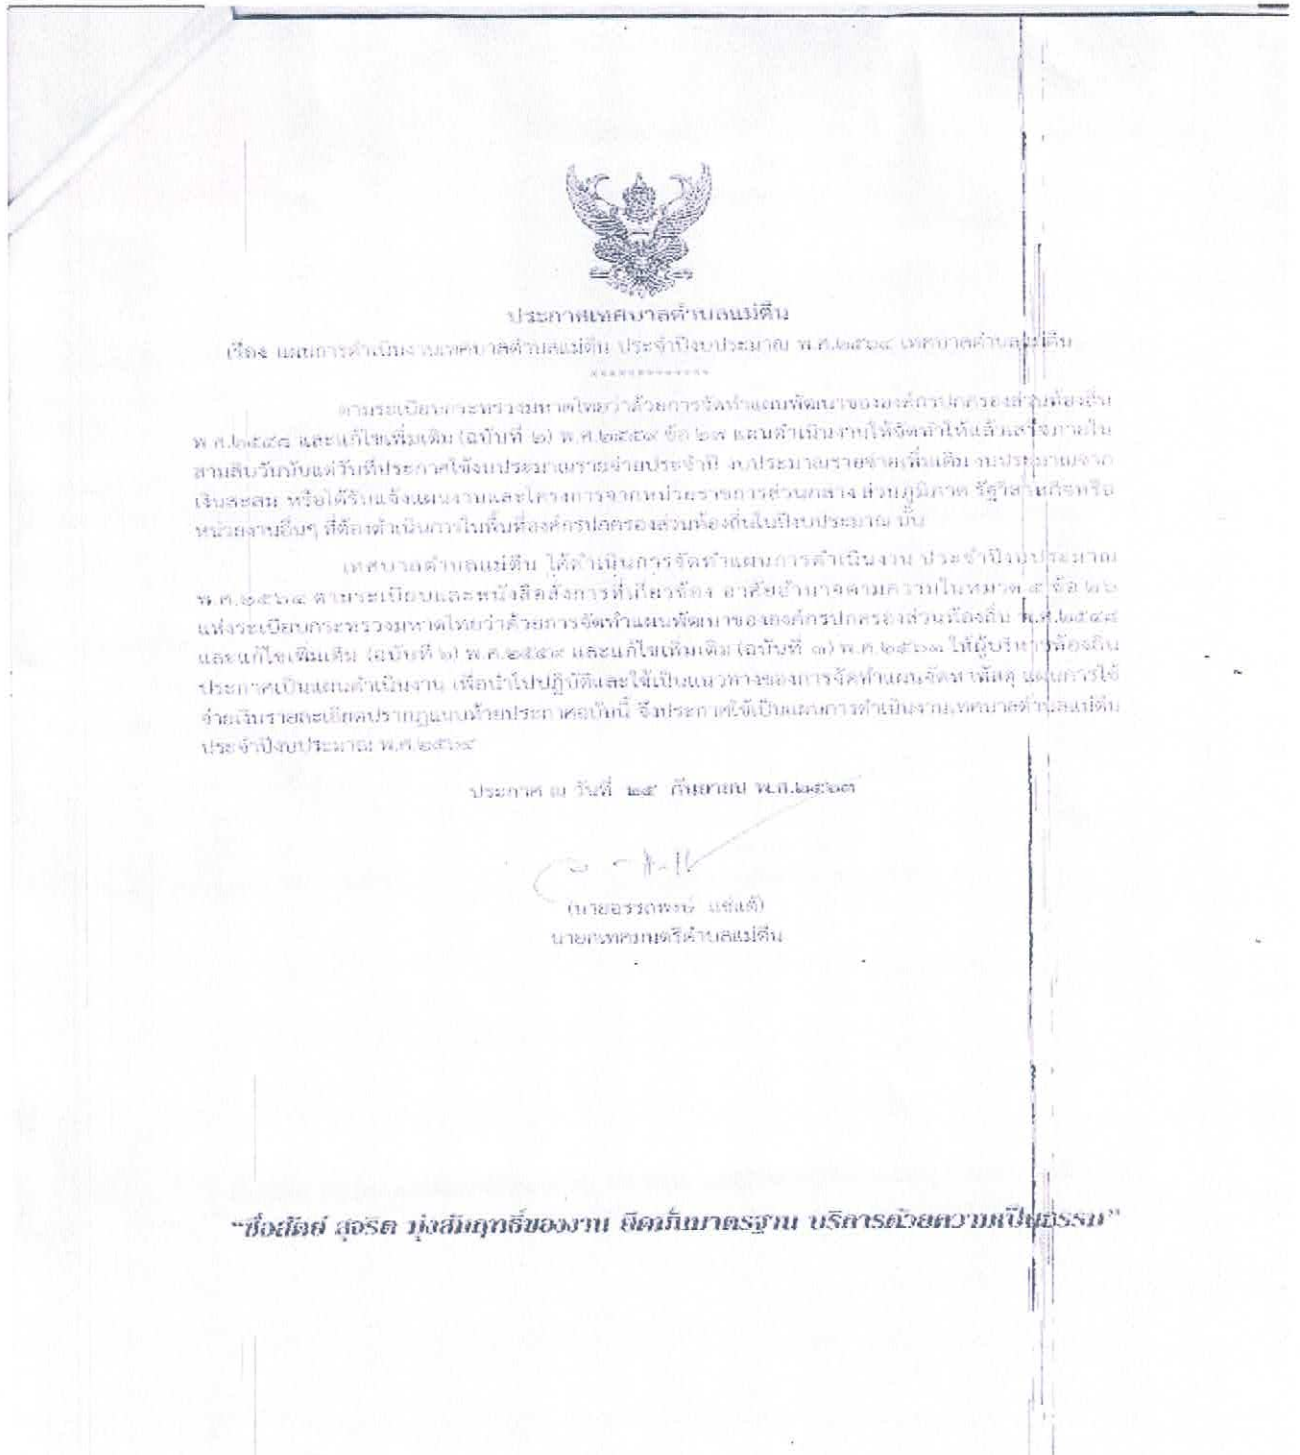 ประกาศเทศบาลตำบลแม่ตืน
เรื่อง แผนการดำเนินงานเทศบาลตำบลแม่ตืน ประจำปีงบประมาณ พ.ศ.๒๕๖๔ เทศบาลตำบลแม่ตืน
*************
ตามระเบียบกระทรวงมหาดไทยว่าด้วยการจัดทำแผนพัฒนาขององค์กรปกครองส่วนท้องถิ่น
พ.ศ.๒๕๔๘ และแก้ไขเพิ่มเติม (ฉบับที่ ๒) พ.ศ.๒๕๕๙ ข้อ ๒๗ แผนดำเนินงานให้จัดทำให้แล้วเสร็จภายใน
สามสิบวันนับแต่วันที่ประกาศใช้งบประมาณรายจ่ายประจำปี งบประมาณรายจ่ายเพิ่มเติม งบประมาณจาก
เงินสะสม หรือได้รับแจ้งแผนงานและโครงการจากหน่วยราชการส่วนกลาง ส่วนภูมิภาค รัฐวิสาหกิจหรือ
หน่วยงานอื่นๆ ที่ต้องดำเนินการในพื้นที่องค์กรปกครองส่วนท้องถิ่นในปีงบประมาณ นั้น
เทศบาลตำบลแม่ตืน ได้ดำเนินการจัดทำแผนการดำเนินงาน ประจำปีงบประมาณ
พ.ศ.๒๕๖๔ ตามระเบียบและหนังสือสั่งการที่เกี่ยวข้อง อาศัยอำนาจตามความในหมวด ๕ ข้อ ๒๖
แห่งระเบียบกระทรวงมหาดไทยว่าด้วยการจัดทำแผนพัฒนาขององค์กรปกครองส่วนท้องถิ่น พ.ศ.๒๕๔๘
และแก้ไขเพิ่มเติม (ฉบับที่ ๒) พ.ศ.๒๕๕๙ และแก้ไขเพิ่มเติม (ฉบับที่ ๓) พ.ศ.๒๕๖๑ ให้ผู้บริหารท้องถิ่น
ประกาศเป็นแผนดำเนินงาน เพื่อนำไปปฏิบัติและใช้เป็นแนวทางของการจัดทำแผนจัดหาพัสดุ แผนการใช้
จ่ายเงินรายละเอียดปรากฏแนบท้ายประกาศฉบับนี้ จึงประกาศใช้เป็นแผนการดำเนินงานเทศบาลตำบลแม่ตืน
ประจำปีงบประมาณ พ.ศ.๒๕๖๔
ประกาศ ณ วันที่ ๒๕ กันยายน พ.ศ.๒๕๖๓
(นายอรรถพงษ์ แซ่แต้)
นายกเทศมนตรีตำบลแม่ตืน
"ซื่อสัตย์ สุจริต มุ่งสัมฤทธิ์ของงาน ยึดมั่นมาตรฐาน บริการด้วยความเป็นธรรม"